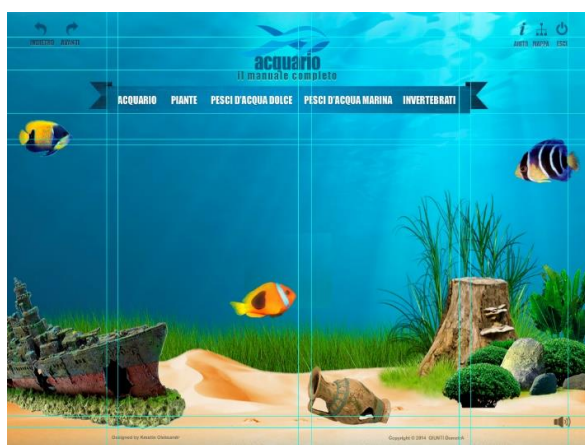 INDIETRO AVANTI
AIUTO MAPPA ESCI
acquario
il manuale completo
ACQUARIO PIANTE PESCI D'ACQUA DOLCE PESCI D'ACQUA MARINA INVERTEBRATI
Designed by
Copyright © 2014 GIUNTI